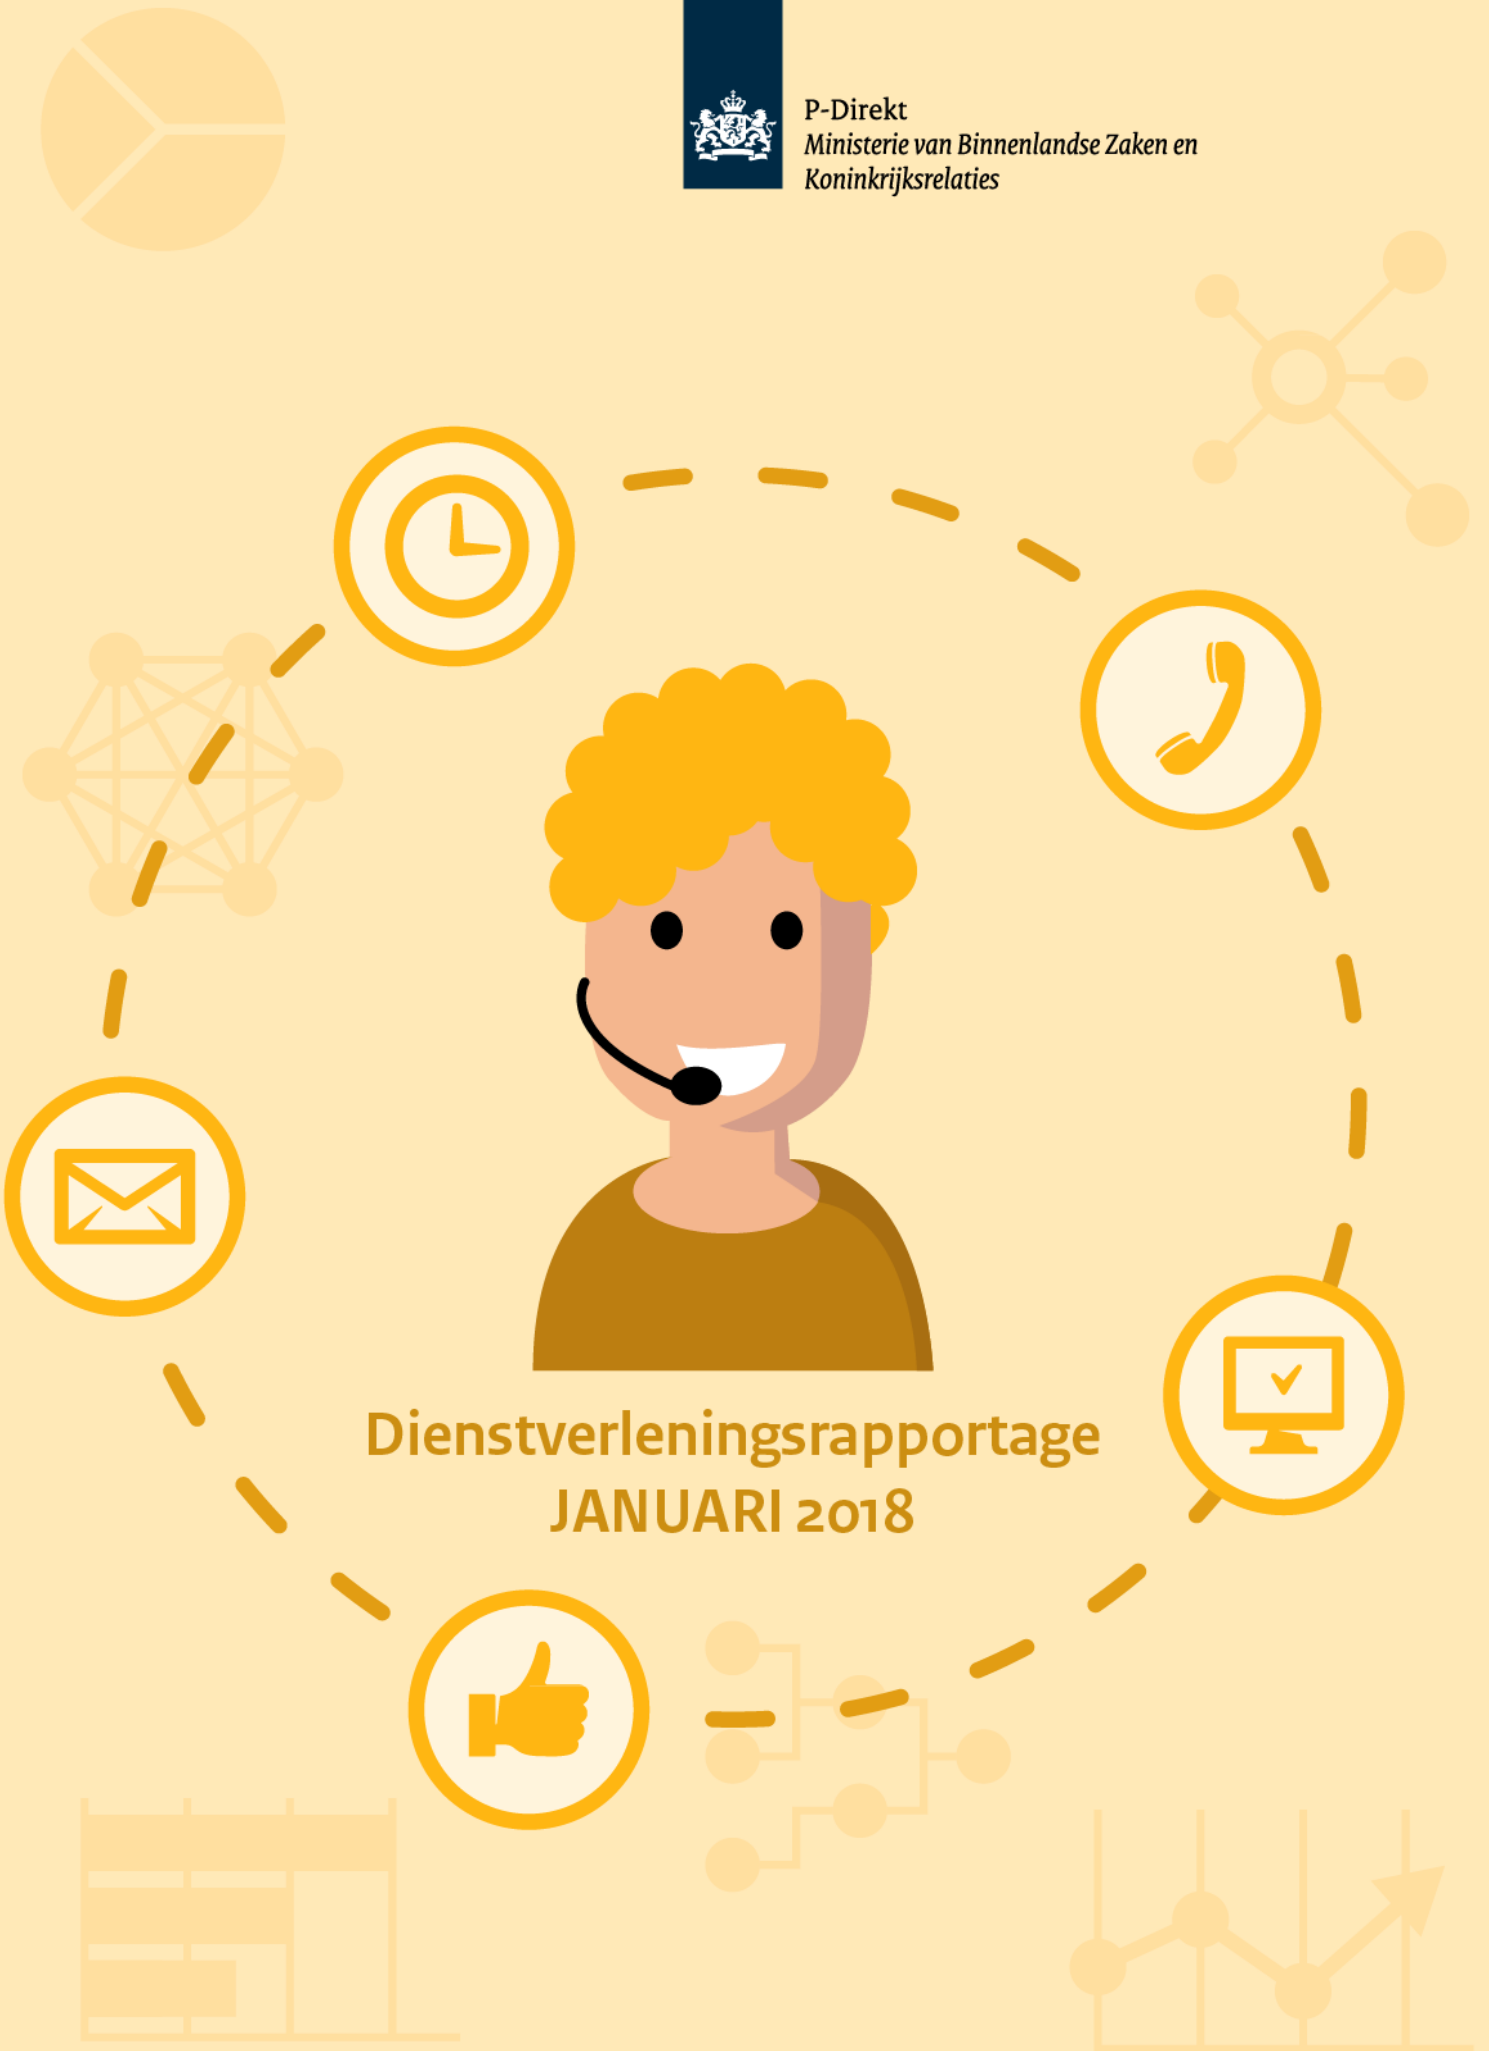 P-Direkt
Ministerie van Binnenlandse Zaken en
Koninkrijksrelaties
Dienstverleningsrapportage
JANUARI 2018